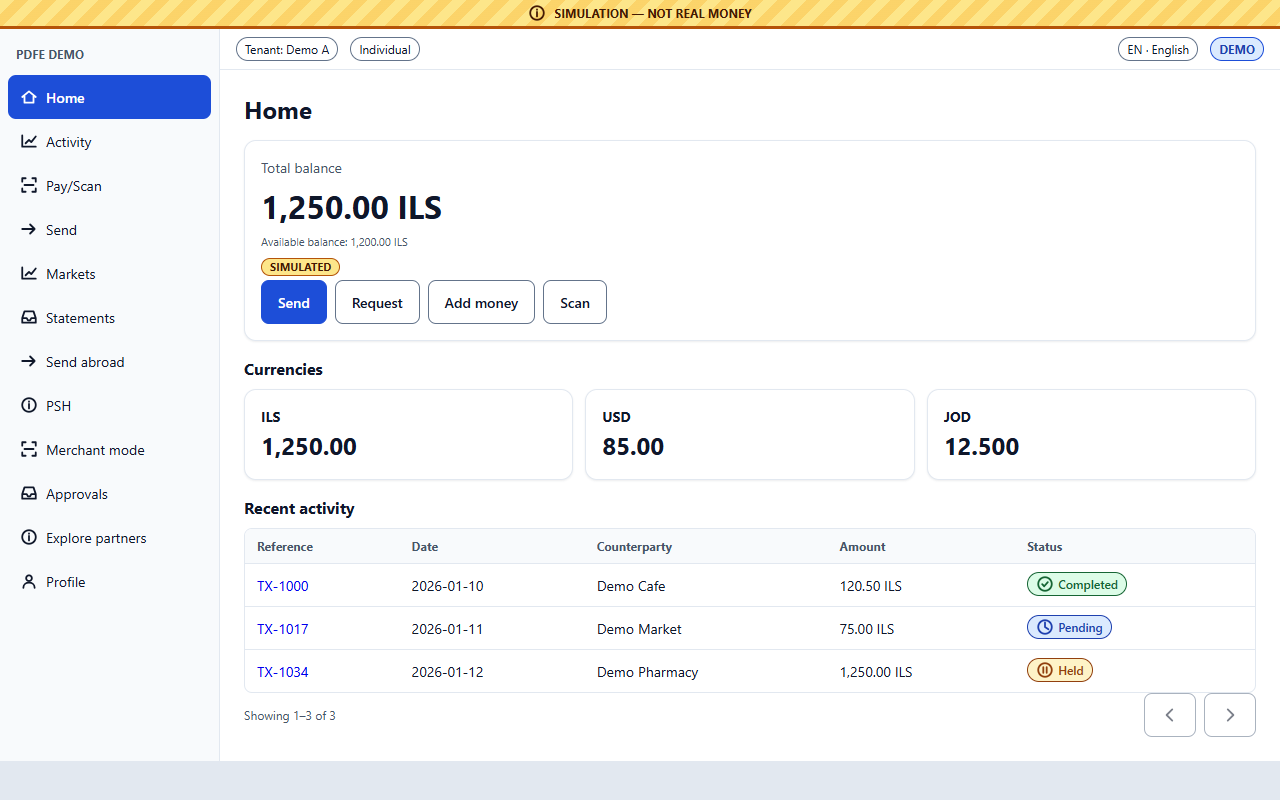 SIMULATION — NOT REAL MONEY
PDFE DEMO
Tenant: Demo A
Individual
EN · English
DEMO
Home
Activity
Pay/Scan
Send
Markets
Statements
Send abroad
PSH
Merchant mode
Approvals
Explore partners
Profile
Home
Total balance
1,250.00 ILS
Available balance: 1,200.00 ILS
SIMULATED
Send Request Add money Scan
Currencies
ILS
1,250.00
USD
85.00
JOD
12.500
Recent activity
Reference Date Counterparty Amount Status
TX-1000 2026-01-10 Demo Cafe 120.50 ILS Completed
TX-1017 2026-01-11 Demo Market 75.00 ILS Pending
TX-1034 2026-01-12 Demo Pharmacy 1,250.00 ILS Held
Showing 1–3 of 3